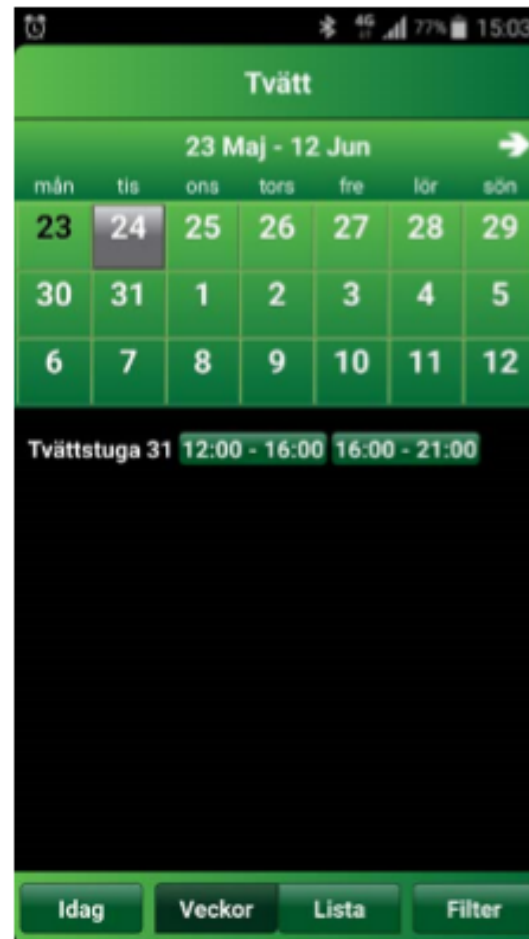 4G 77% 15:03
Tvätt
23 Maj - 12 Jun
mån tis ons tors fre lör sön
23 24 25 26 27 28 29
30 31 1 2 3 4 5
6 7 8 9 10 11 12
Tvättstuga 31 12:00 - 16:00 16:00 - 21:00
Idag Veckor Lista Filter